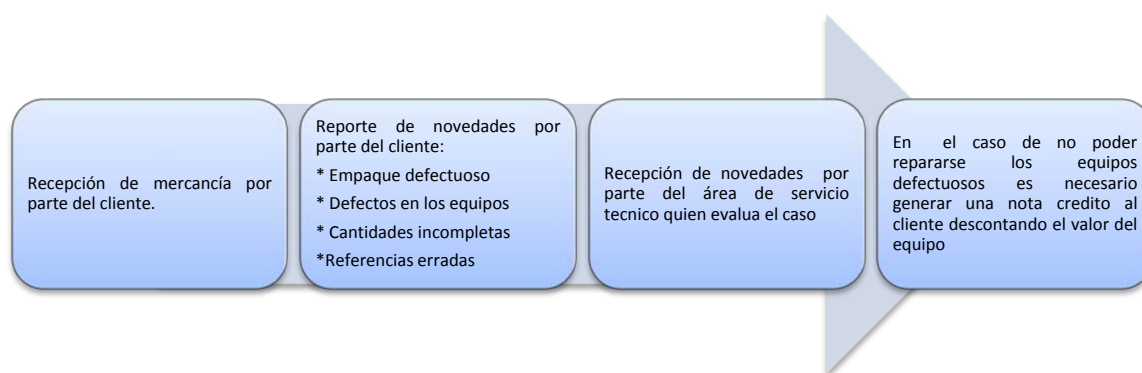 Recepción de mercancía por
parte del cliente.
Reporte de novedades por
parte del cliente:
* Empaque defectuoso
* Defectos en los equipos
* Cantidades incompletas
*Referencias erradas
Recepción de novedades por
parte del área de servicio
tecnico quien evalua el caso
En el caso de no poder
repararse los equipos
defectuosos es necesario
generar una nota credito al
cliente descontando el valor del
equipo